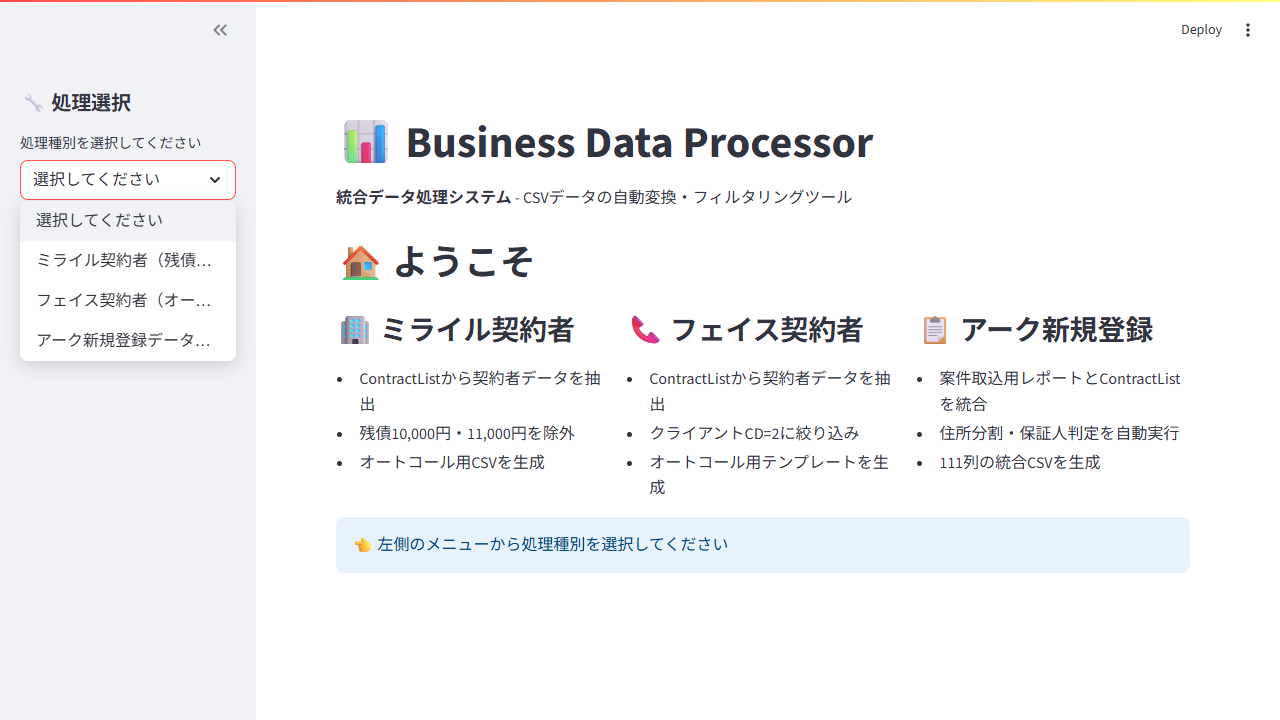 Deploy
処理選択
処理種別を選択してください
選択してください
選択してください
ミライル契約者（残債…
フェイス契約者（オー…
アーク新規登録データ…
Business Data Processor
統合データ処理システム - CSVデータの自動変換・フィルタリングツール
ようこそ
ミライル契約者
ContractListから契約者データを抽
出
残債10,000円・11,000円を除外
オートコール用CSVを生成
フェイス契約者
ContractListから契約者データを抽
出
クライアントCD=2に絞り込み
オートコール用テンプレートを生
成
アーク新規登録
案件取込用レポートとContractList
を統合
住所分割・保証人判定を自動実行
111列の統合CSVを生成
左側のメニューから処理種別を選択してください